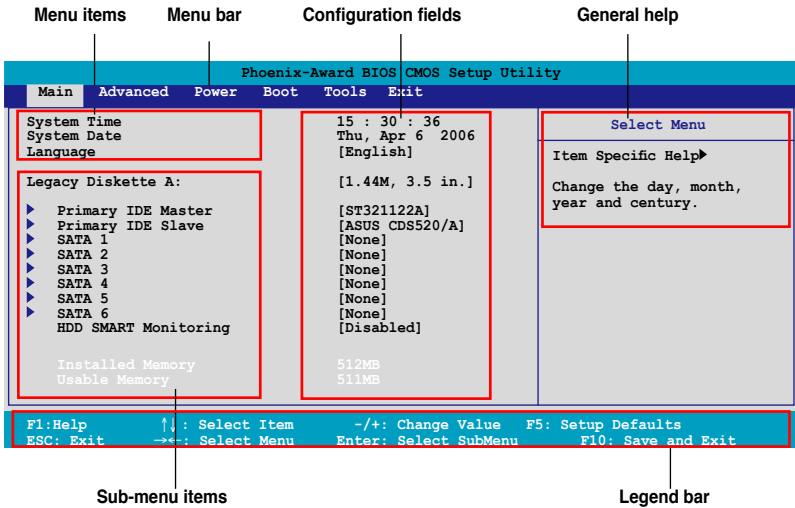 Menu items Menu bar Configuration fields General help
Phoenix-Award BIOS CMOS Setup Utility
Main Advanced Power Boot Tools Exit
System Time 15 : 30 : 36 Select Menu
System Date Thu, Apr 6 2006
Language [English] Item Specific Help▶
Legacy Diskette A: [1.44M, 3.5 in.] Change the day, month,
year and century.
▶ Primary IDE Master [ST321122A]
▶ Primary IDE Slave [ASUS CDS520/A]
▶ SATA 1 [None]
▶ SATA 2 [None]
▶ SATA 3 [None]
▶ SATA 4 [None]
▶ SATA 5 [None]
▶ SATA 6 [None]
HDD SMART Monitoring [Disabled]
Installed Memory 512MB
Usable Memory 511MB
F1:Help ↑↓: Select Item -/+: Change Value F5: Setup Defaults
ESC: Exit →←: Select Menu Enter: Select SubMenu F10: Save and Exit
Sub-menu items Legend bar